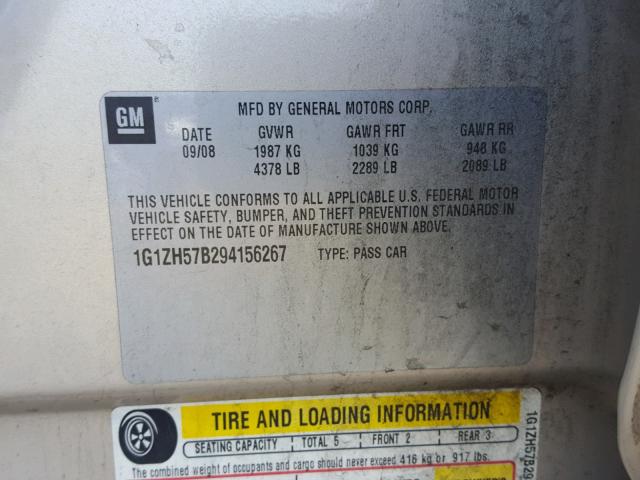 GM
MFD BY GENERAL MOTORS CORP.
DATE GVWR GAWR FRT GAWR RR
09/08 1987 KG 1039 KG 948 KG
4378 LB 2289 LB 2089 LB
THIS VEHICLE CONFORMS TO ALL APPLICABLE U.S. FEDERAL MOTOR
VEHICLE SAFETY, BUMPER, AND THEFT PREVENTION STANDARDS IN
EFFECT ON THE DATE OF MANUFACTURE SHOWN ABOVE.
1G1ZH57B294156267 TYPE: PASS CAR
TIRE AND LOADING INFORMATION
SEATING CAPACITY TOTAL 5 FRONT 2 REAR 3
The combined weight of occupants and cargo should never exceed 416 kg or 917 lbs.
1G1ZH57B29